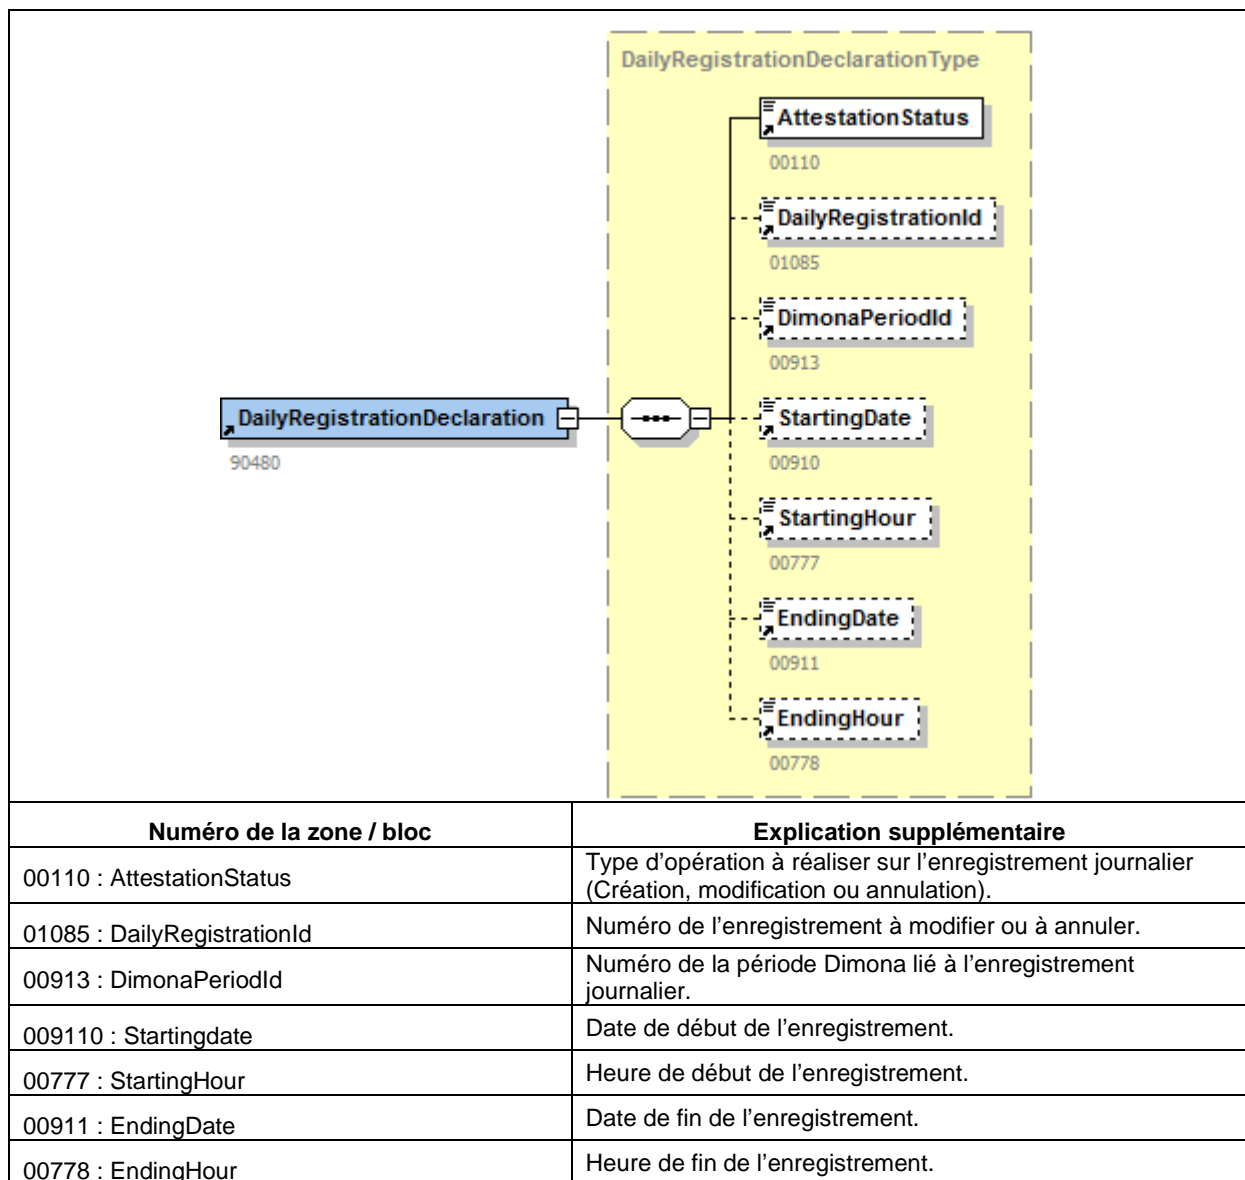 DailyRegistrationDeclarationType
AttestationStatus
00110
DailyRegistrationId
01085
DimonaPeriodId
00913
DailyRegistrationDeclaration
90480
StartingDate
00910
StartingHour
00777
EndingDate
00911
EndingHour
00778
Numéro de la zone / bloc
Explication supplémentaire
00110 : AttestationStatus
Type d’opération à réaliser sur l’enregistrement journalier
(Création, modification ou annulation).
01085 : DailyRegistrationId
Numéro de l’enregistrement à modifier ou à annuler.
00913 : DimonaPeriodId
Numéro de la période Dimona lié à l’enregistrement
journalier.
009110 : Startingdate
Date de début de l’enregistrement.
00777 : StartingHour
Heure de début de l’enregistrement.
00911 : EndingDate
Date de fin de l’enregistrement.
00778 : EndingHour
Heure de fin de l’enregistrement.